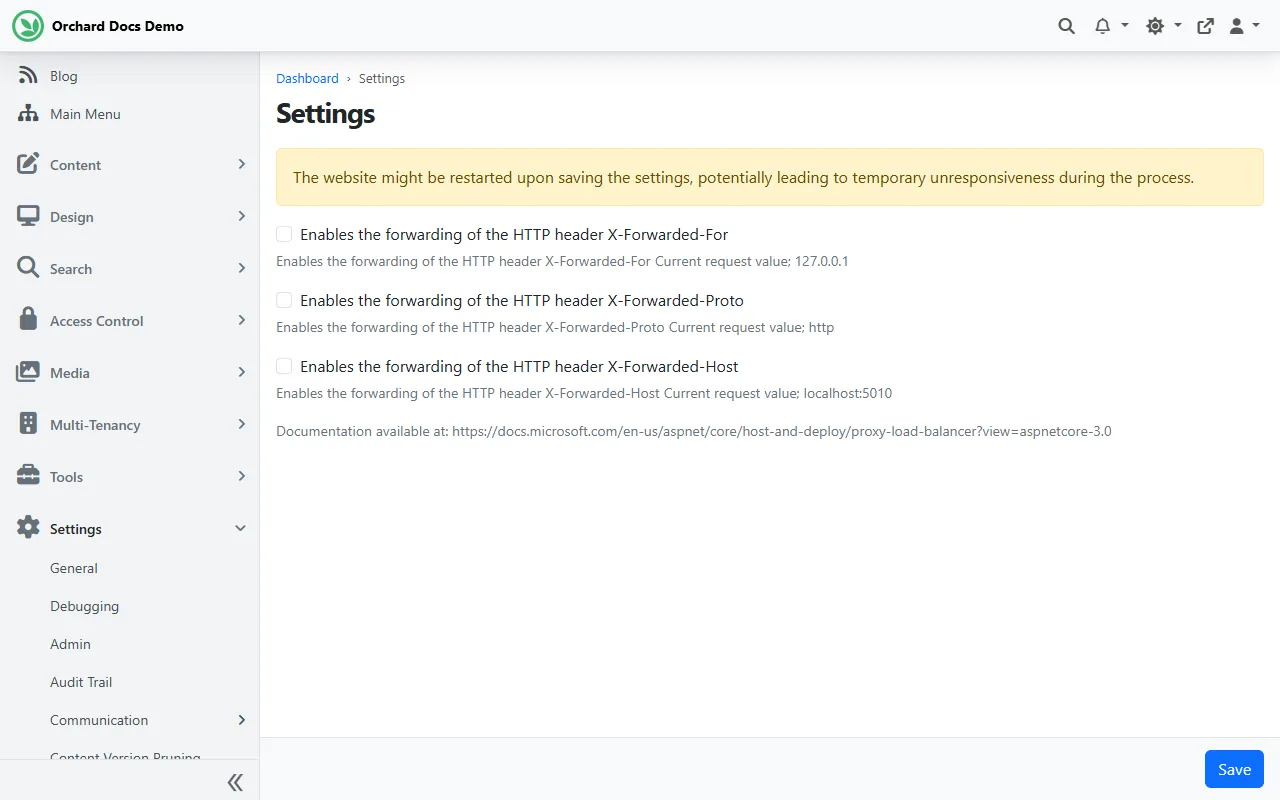 Orchard Docs Demo
Blog
Main Menu
Content
Design
Search
Access Control
Media
Multi-Tenancy
Tools
Settings
General
Debugging
Admin
Audit Trail
Communication
Content Version Pruning
Dashboard › Settings
Settings
The website might be restarted upon saving the settings, potentially leading to temporary unresponsiveness during the process.
Enables the forwarding of the HTTP header X-Forwarded-For
Enables the forwarding of the HTTP header X-Forwarded-For Current request value; 127.0.0.1
Enables the forwarding of the HTTP header X-Forwarded-Proto
Enables the forwarding of the HTTP header X-Forwarded-Proto Current request value; http
Enables the forwarding of the HTTP header X-Forwarded-Host
Enables the forwarding of the HTTP header X-Forwarded-Host Current request value; localhost:5010
Documentation available at: https://docs.microsoft.com/en-us/aspnet/core/host-and-deploy/proxy-load-balancer?view=aspnetcore-3.0
Save